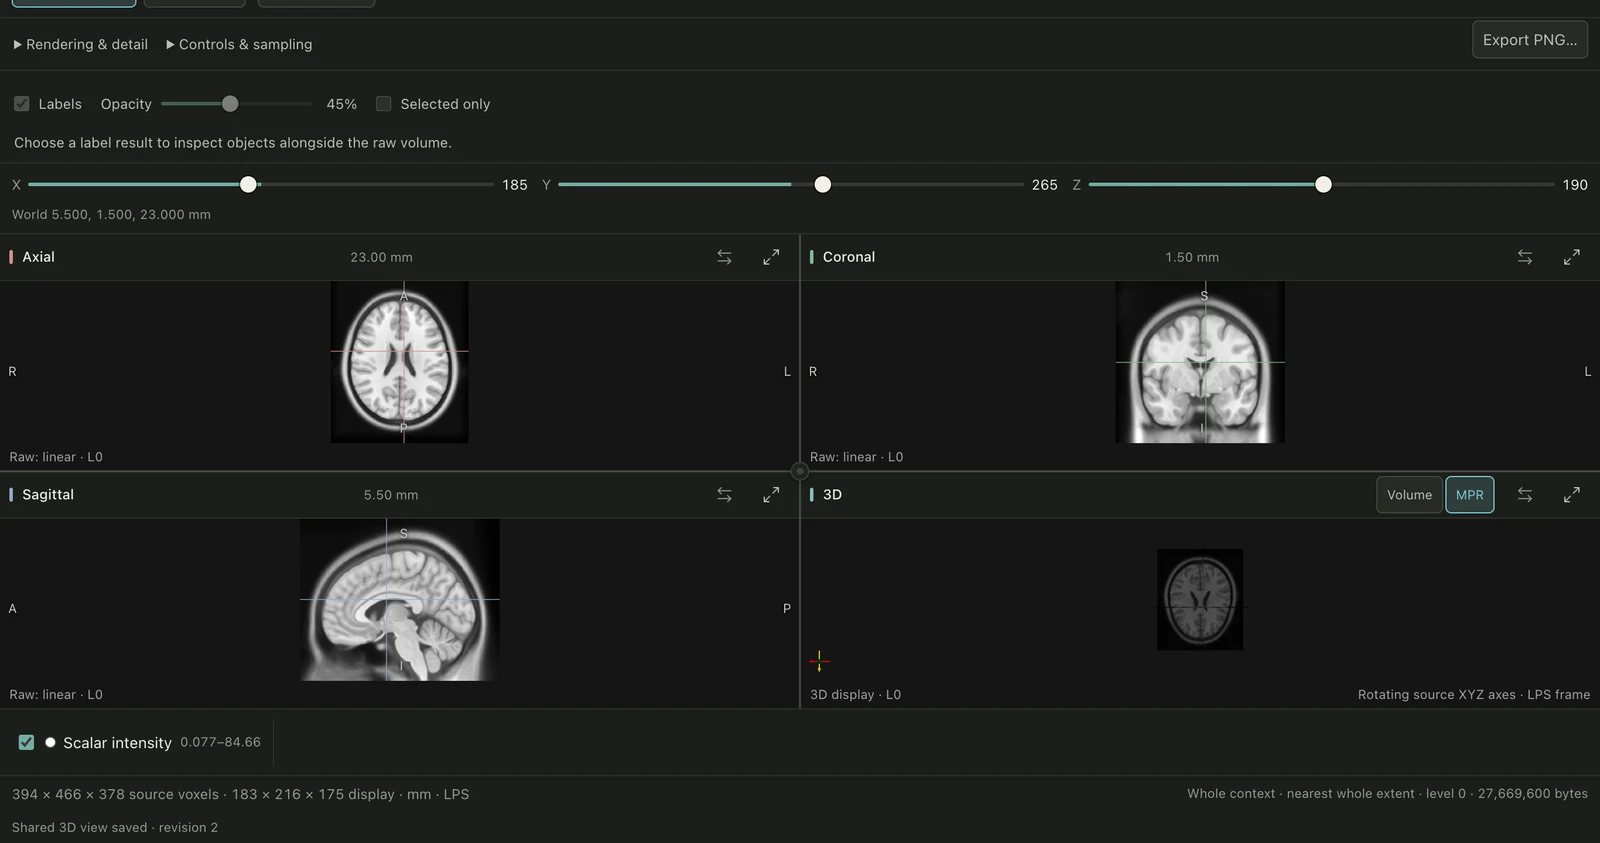 ▶ Rendering & detail ▶ Controls & sampling Export PNG...
Labels Opacity 45% Selected only
Choose a label result to inspect objects alongside the raw volume.
X 185 Y 265 Z 190
World 5.500, 1.500, 23.000 mm
Axial 23.00 mm
Coronal 1.50 mm
A
R L
P
Raw: linear · L0
S
R L
I
Raw: linear · L0
Sagittal 5.50 mm
3D Volume MPR
S
A P
I
Raw: linear · L0
3D display · L0 Rotating source XYZ axes · LPS frame
Scalar intensity 0.077–84.66
394 × 466 × 378 source voxels · 183 × 216 × 175 display · mm · LPS
Whole context · nearest whole extent · level 0 · 27,669,600 bytes
Shared 3D view saved · revision 2